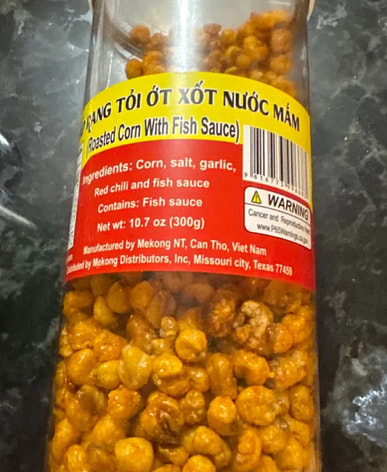 RANG TỎI ỚT XỐT NƯỚC MẮM
(Roasted Corn With Fish Sauce)
Ingredients: Corn, salt, garlic,
Red chili and fish sauce
Contains: Fish sauce
Net wt: 10.7 oz (300g)
WARNING
Cancer and Reproductive
www.P65Warnings.ca.gov
Manufactured by Mekong NT, Can Tho, Viet Nam
by Mekong Distributors, Inc, Missouri city, Texas 77459